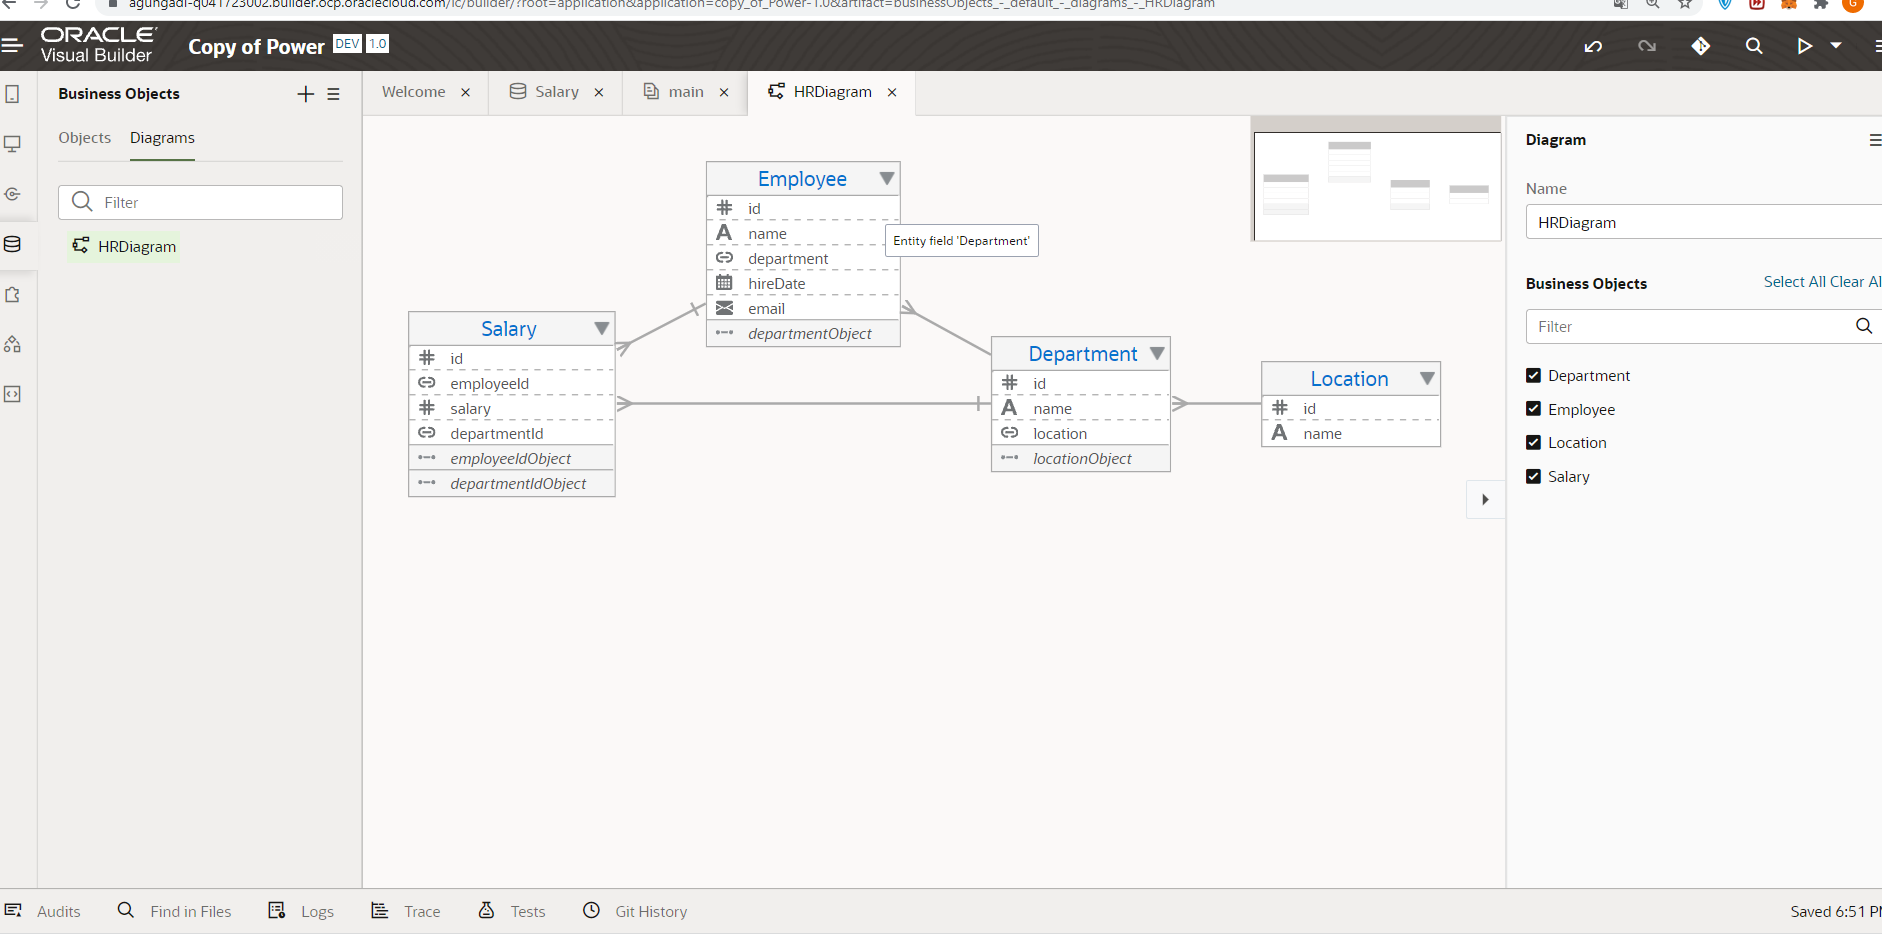 agungadi-q041723002.builder.ocp.oraclecloud.com/ic/builder/?root=application&application=copy_of_Power-1.0&artifact=businessObjects_-_default_-_diagrams_-_HRDiagram
G
ORACLE
Visual Builder
Copy of Power DEV 1.0
Business Objects
Objects Diagrams
Filter
HRDiagram
Welcome
Salary
main
HRDiagram
Employee
id
name
department
hireDate
email
departmentObject
Entity field 'Department'
Salary
id
employeeId
salary
departmentId
employeeIdObject
departmentIdObject
Department
id
name
location
locationObject
Location
id
name
Diagram
Name
HRDiagram
Business Objects Select All Clear Al
Filter
Department
Employee
Location
Salary
Audits Find in Files Logs Trace Tests Git History Saved 6:51 PM